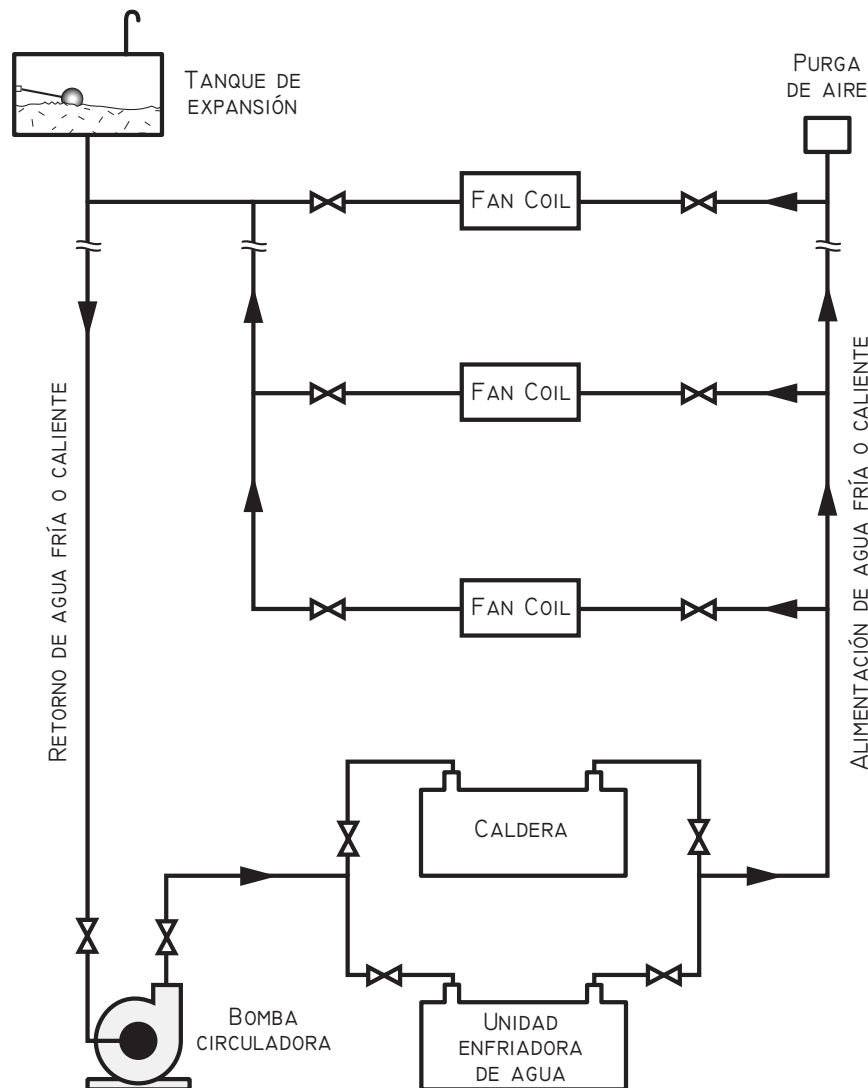 TANQUE DE
EXPANSIÓN
PURGA
DE AIRE
FAN COIL
FAN COIL
FAN COIL
RETORNO DE AGUA FRÍA O CALIENTE
ALIMENTACIÓN DE AGUA FRÍA O CALIENTE
CALDERA
BOMBA
CIRCULADORA
UNIDAD
ENFRIADORA
DE AGUA